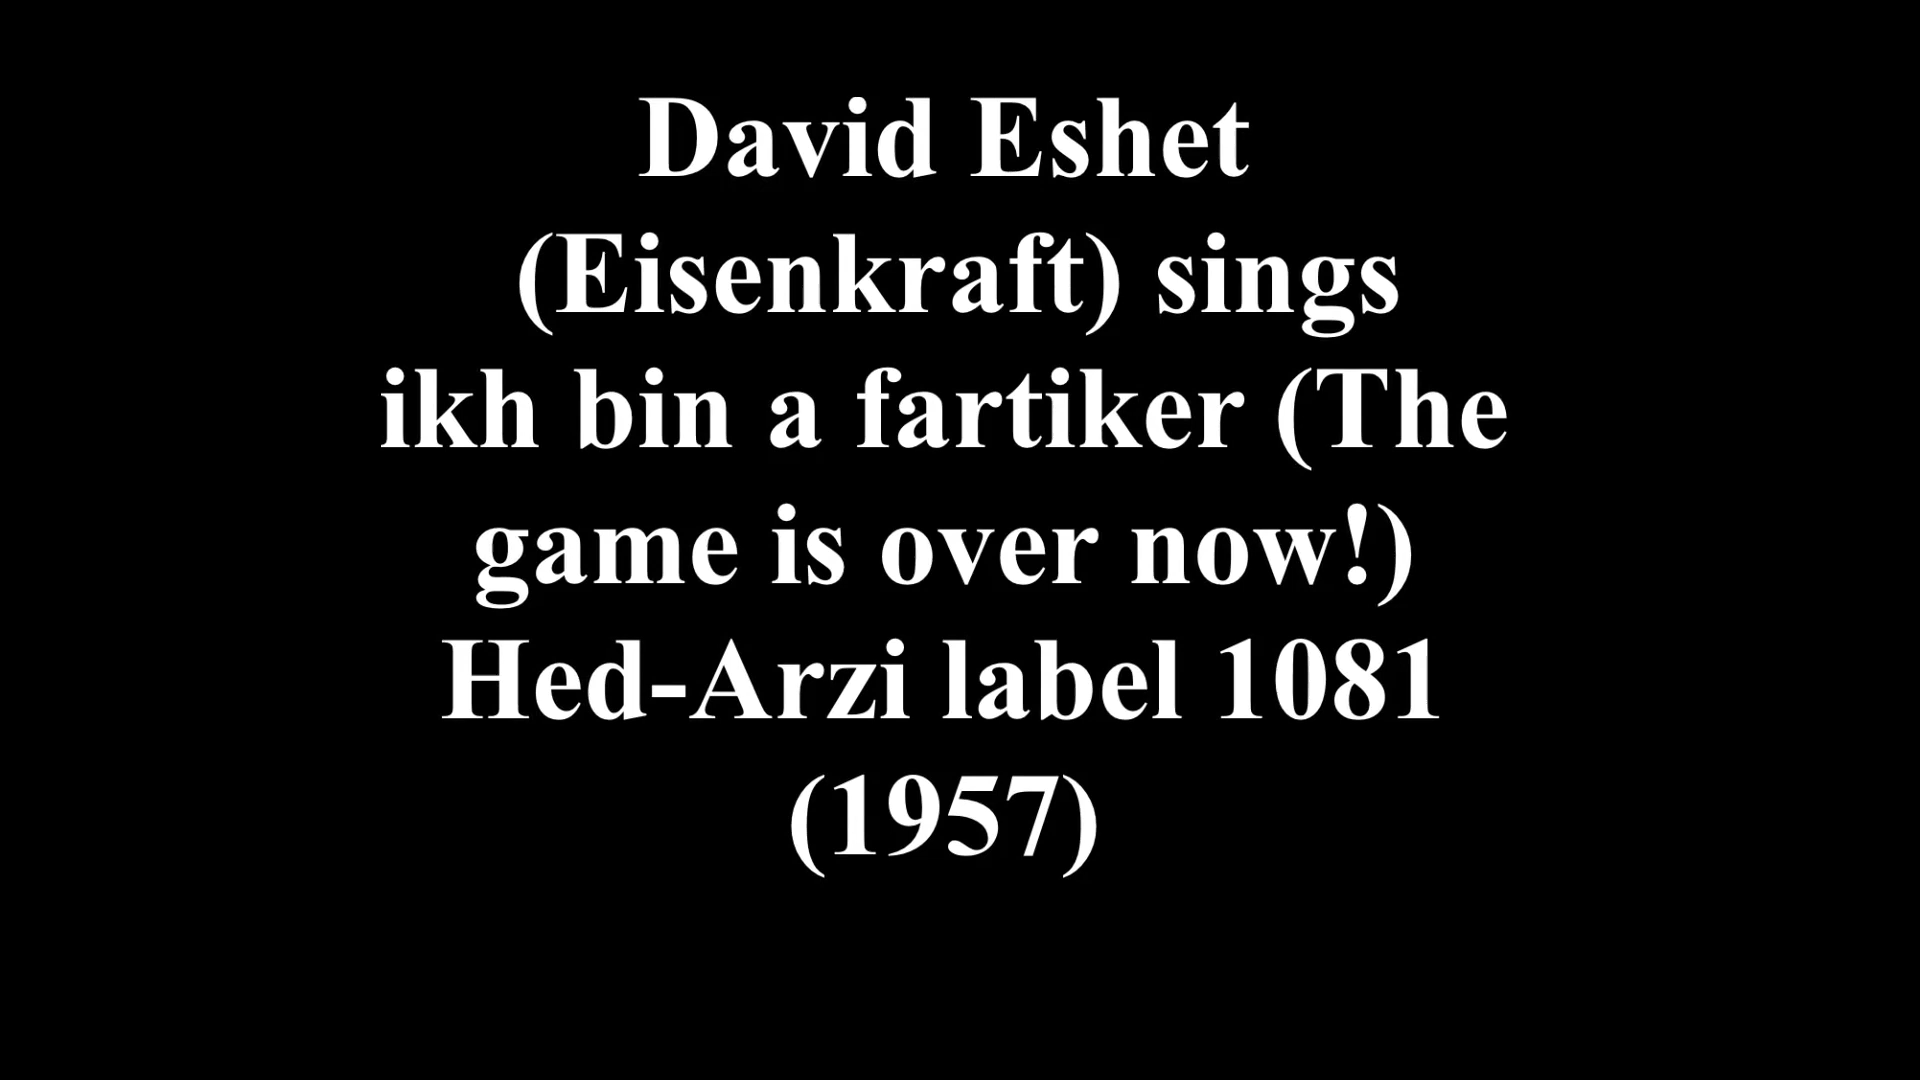 David Eshet
(Eisenkraft) sings
ikh bin a fartiker (The
game is over now!)
Hed-Arzi label 1081
(1957)